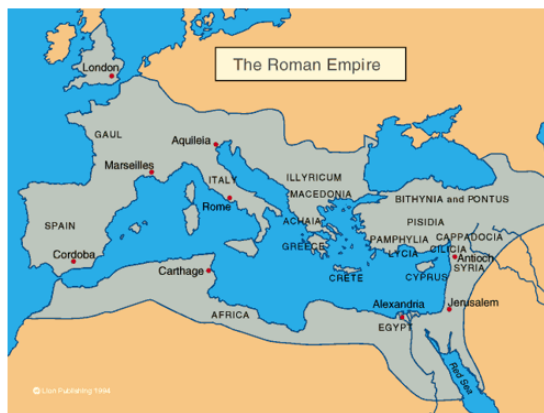 The Roman Empire
London
GAUL
Aquileia
Marseilles
ITALY
ILLYRICUM
MACEDONIA
Rome
BITHYNIA and PONTUS
SPAIN
ACHAIA
PISIDIA
CAPPADOCIA
GREECE
PAMPHYLIA
CILICIA
LYCIA
Antioch
Cordoba
Carthage
SYRIA
CRETE
CYPRUS
Alexandria
Jerusalem
AFRICA
EGYPT
Red Sea
© Lion Publishing 1994